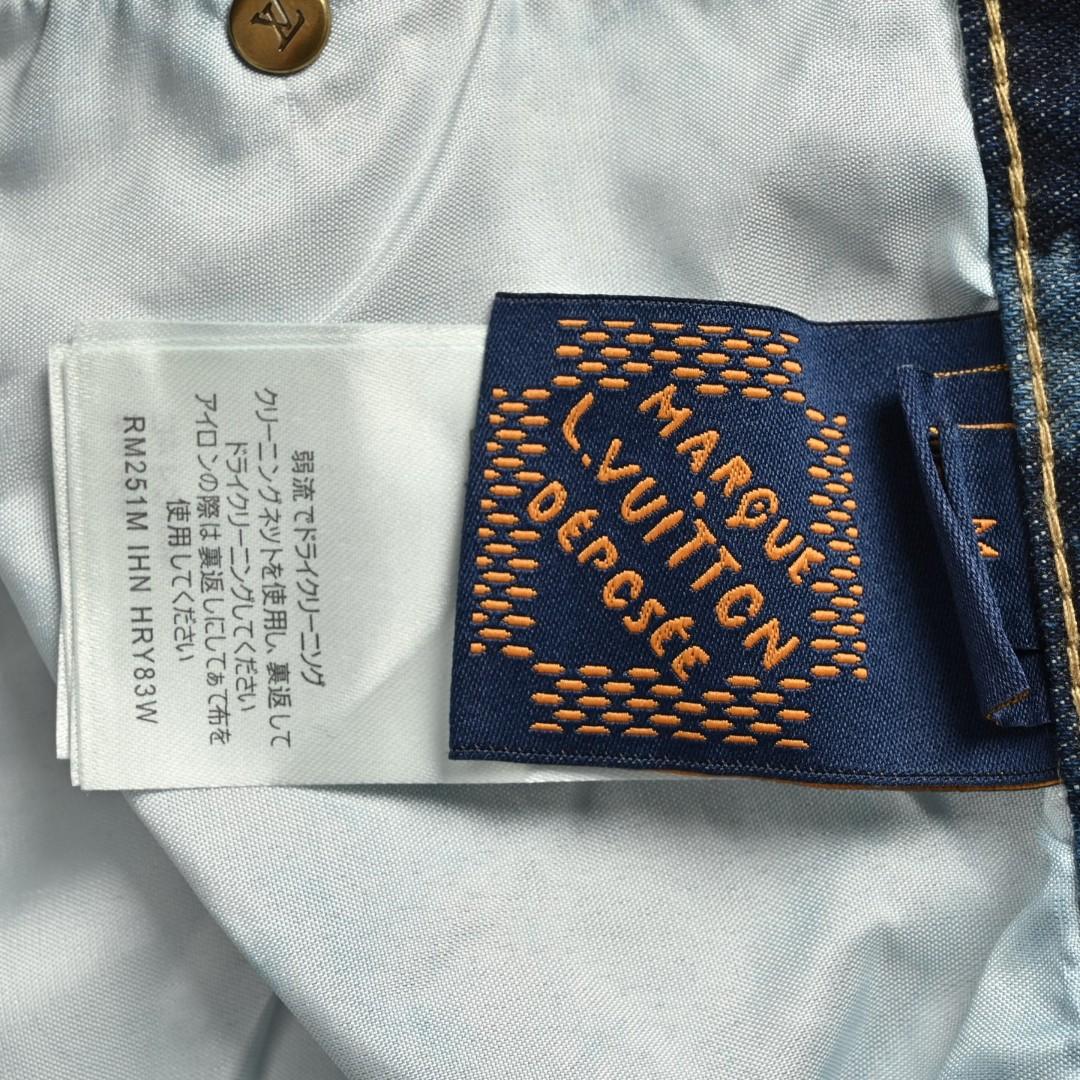 弱流でドライクリーニング
クリーニングネットを使用し、裏返して
ドライクリーニングしてください
アイロンの際は裏返しにしてあて布を
使用してください
RM251M IHN HRY83W
MARQUE
L.VUITTON
DÉPOSÉE
M
LV